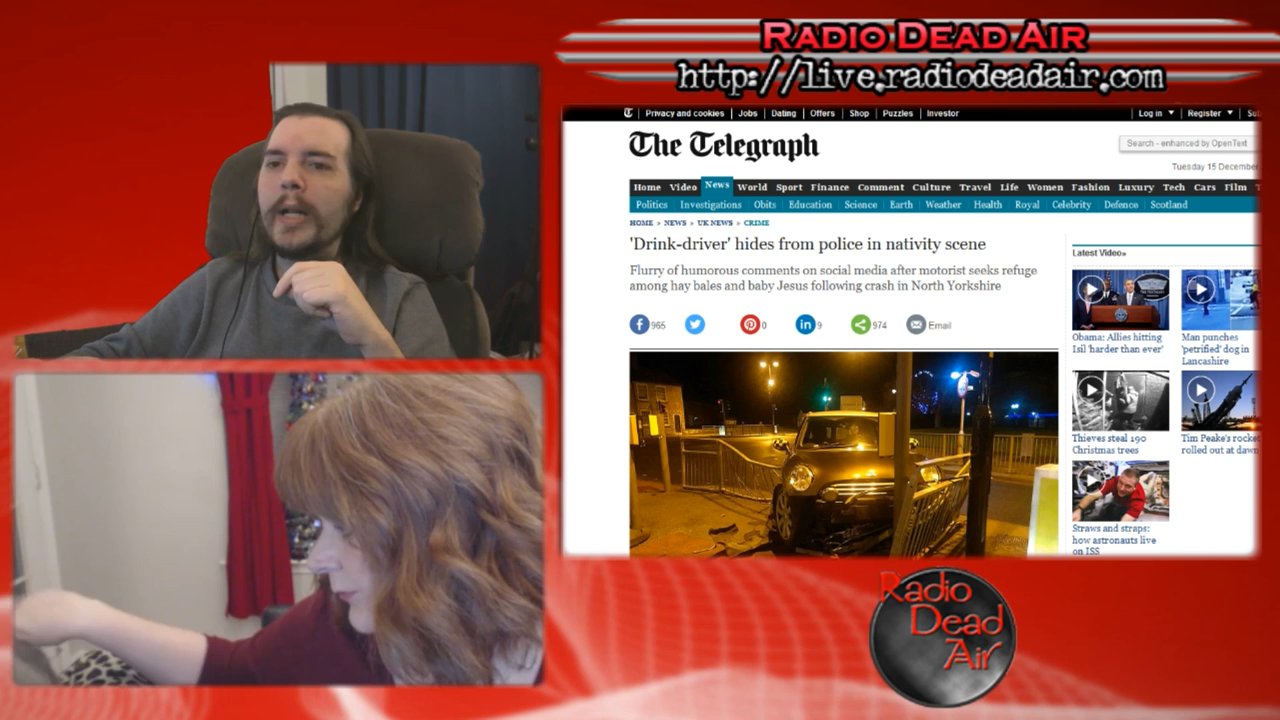 RADIO DEAD AIR
http://live.radiodeadair.com
Privacy and cookies | Jobs | Dating | Offers | Shop | Puzzles | Investor
Log in | Register
The Telegraph
Search - enhanced by OpenText
Tuesday 15 December
Home Video News World Sport Finance Comment Culture Travel Life Women Fashion Luxury Tech Cars Film
Politics Investigations Obits Education Science Earth Weather Health Royal Celebrity Defence Scotland
HOME » NEWS » UK NEWS » CRIME
'Drink-driver' hides from police in nativity scene
Flurry of humorous comments on social media after motorist seeks refuge
among hay bales and baby Jesus following crash in North Yorkshire
965 0 9 974 Email
Latest Video»
Obama: Allies hitting
Isil 'harder than ever'
Man punches
'petrified' dog in
Lancashire
Thieves steal 190
Christmas trees
Tim Peake's rocke
rolled out at dawn
Straws and straps:
how astronauts live
on ISS
Radio
Dead
Air